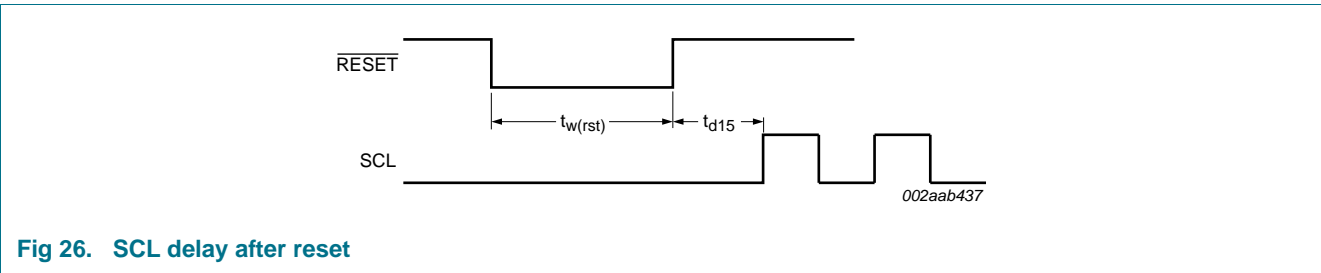 RESET
tw(rst)
td15
SCL
002aab437
Fig 26. SCL delay after reset